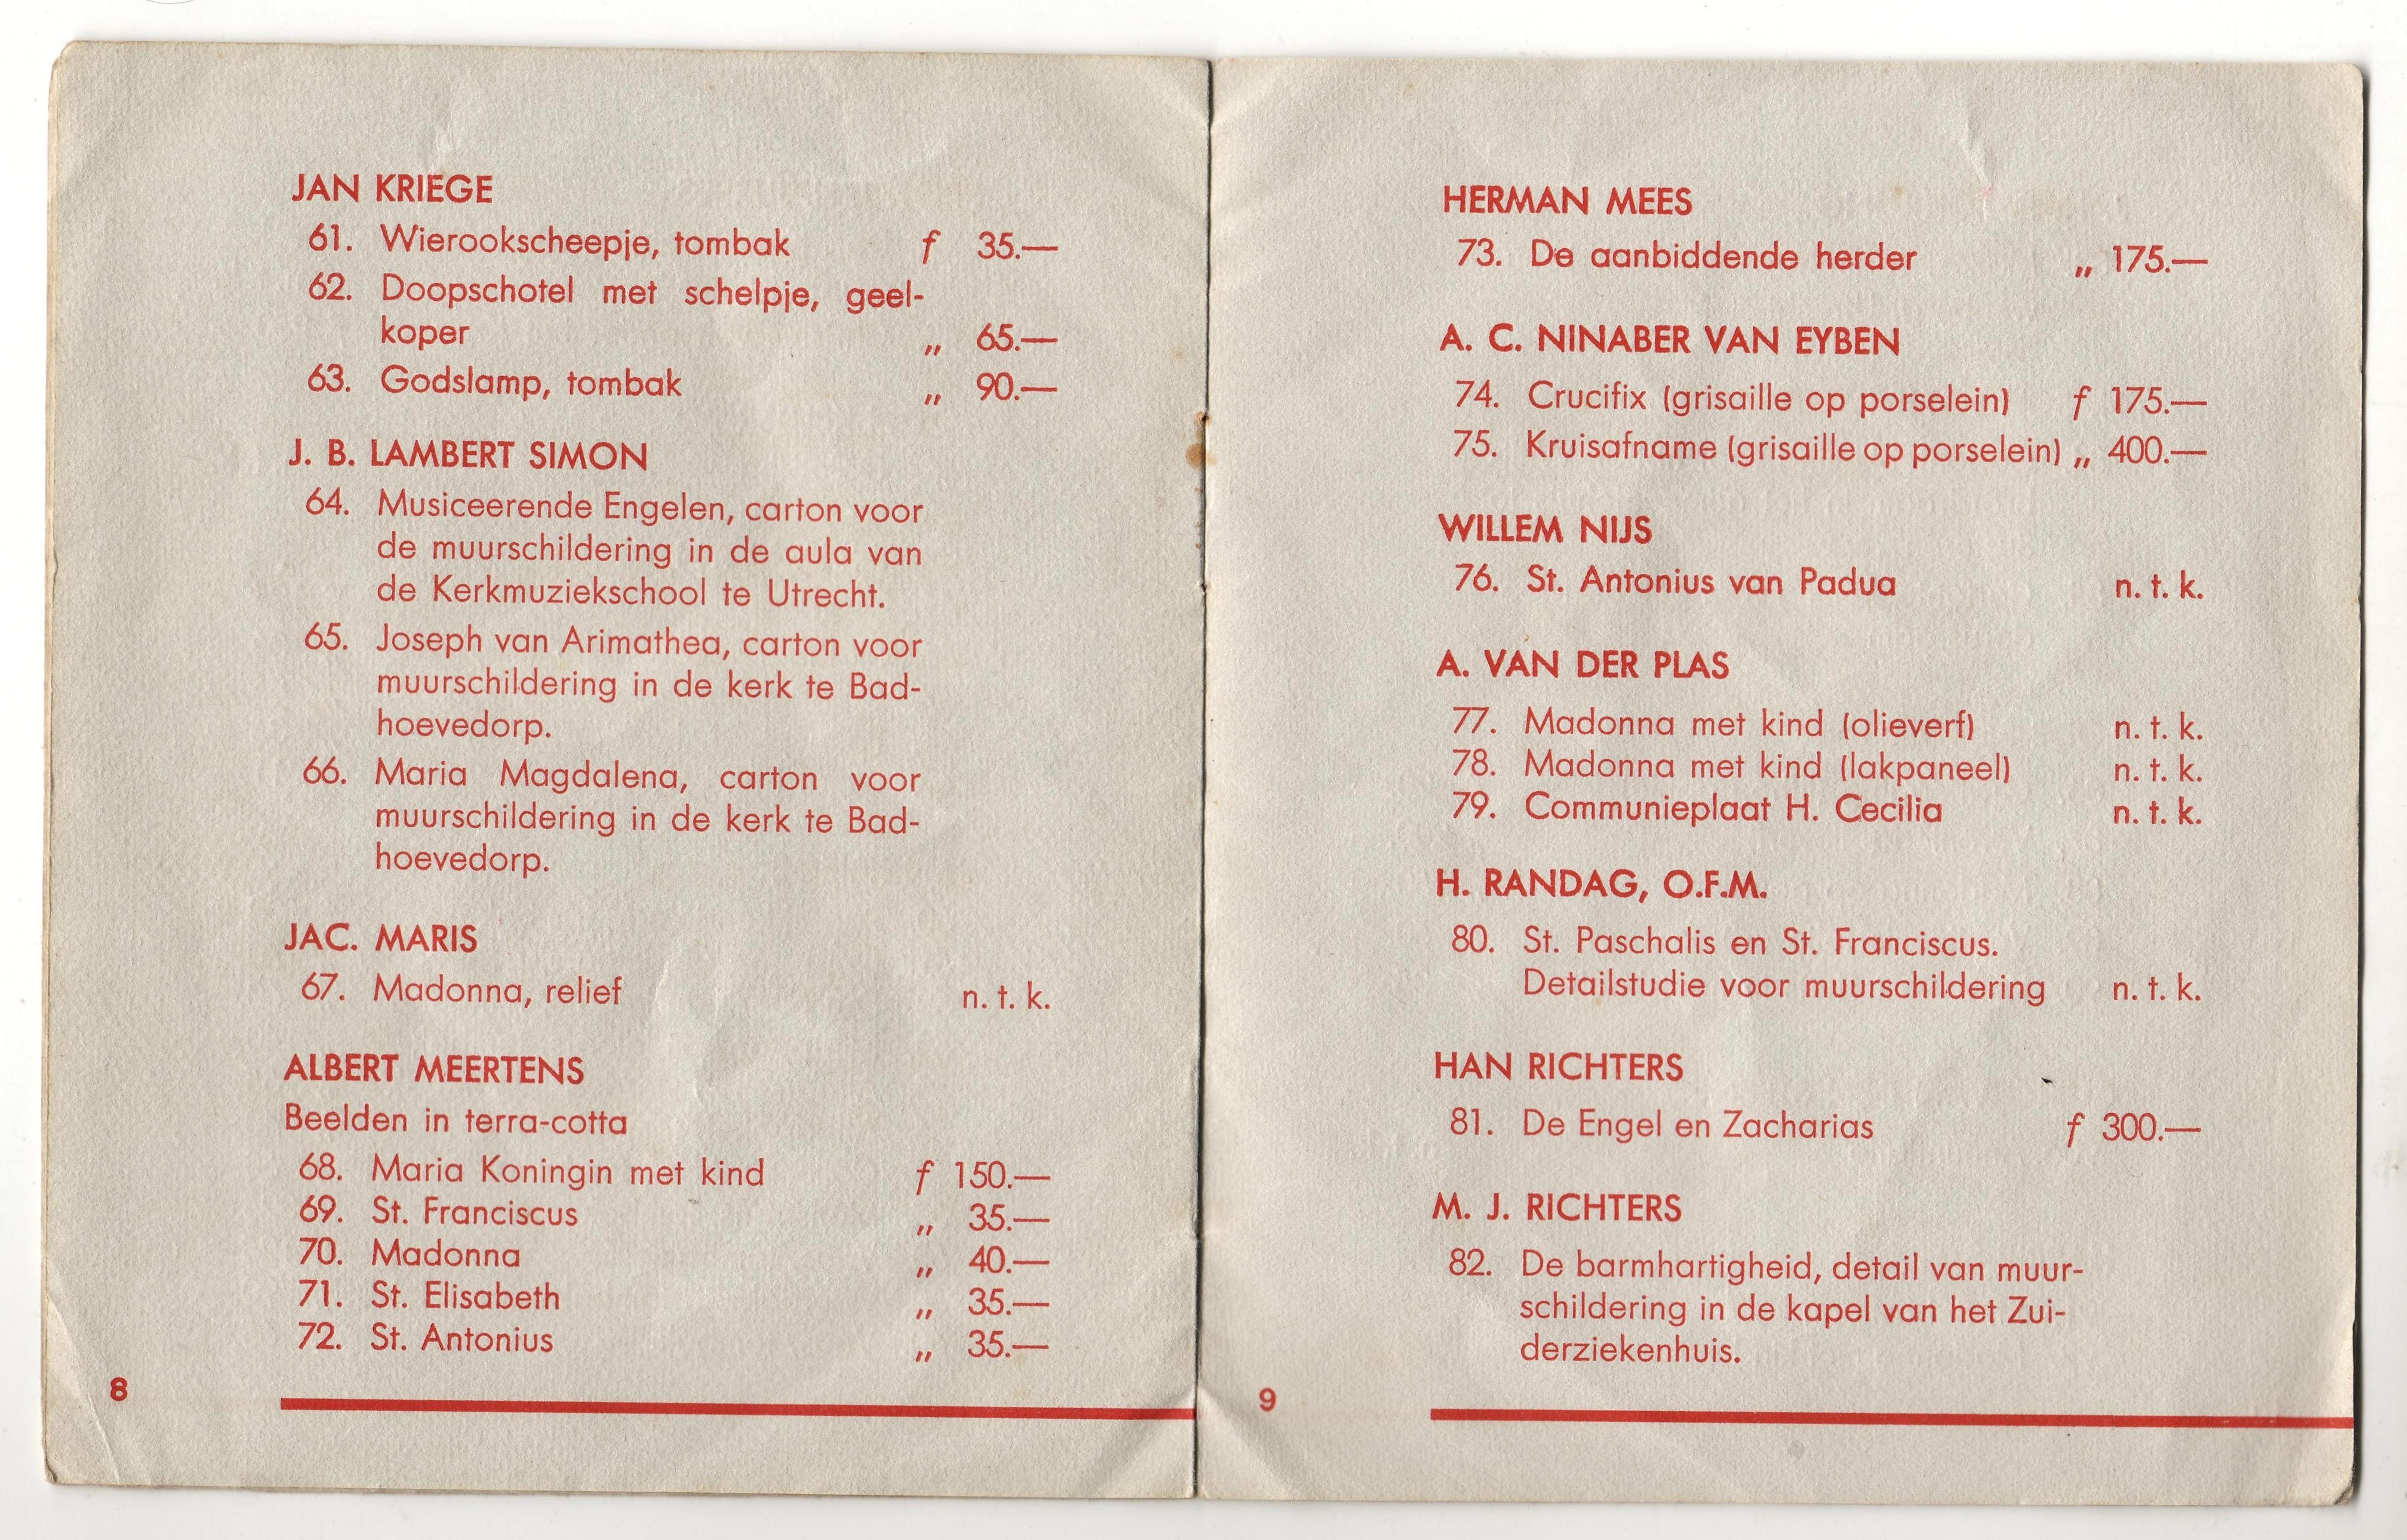 JAN KRIEGE
61. Wierookscheepje, tombak f 35.—
62. Doopschotel met schelpje, geel-
koper „ 65.—
63. Godslamp, tombak „ 90.—
J. B. LAMBERT SIMON
64. Musiceerende Engelen, carton voor
de muurschildering in de aula van
de Kerkmuziekschool te Utrecht.
65. Joseph van Arimathea, carton voor
muurschildering in de kerk te Bad-
hoevedorp.
66. Maria Magdalena, carton voor
muurschildering in de kerk te Bad-
hoevedorp.
JAC. MARIS
67. Madonna, relief n. t. k.
ALBERT MEERTENS
Beelden in terra-cotta
68. Maria Koningin met kind f 150.—
69. St. Franciscus „ 35.—
70. Madonna „ 40.—
71. St. Elisabeth „ 35.—
72. St. Antonius „ 35.—
8
HERMAN MEES
73. De aanbiddende herder „ 175.—
A. C. NINABER VAN EYBEN
74. Crucifix (grisaille op porselein) f 175.—
75. Kruisafname (grisaille op porselein) „ 400.—
WILLEM NIJS
76. St. Antonius van Padua n. t. k.
A. VAN DER PLAS
77. Madonna met kind (olieverf) n. t. k.
78. Madonna met kind (lakpaneel) n. t. k.
79. Communieplaat H. Cecilia n. t. k.
H. RANDAG, O.F.M.
80. St. Paschalis en St. Franciscus.
Detailstudie voor muurschildering n. t. k.
HAN RICHTERS
81. De Engel en Zacharias f 300.—
M. J. RICHTERS
82. De barmhartigheid, detail van muur-
schildering in de kapel van het Zui-
derziekenhuis.
9